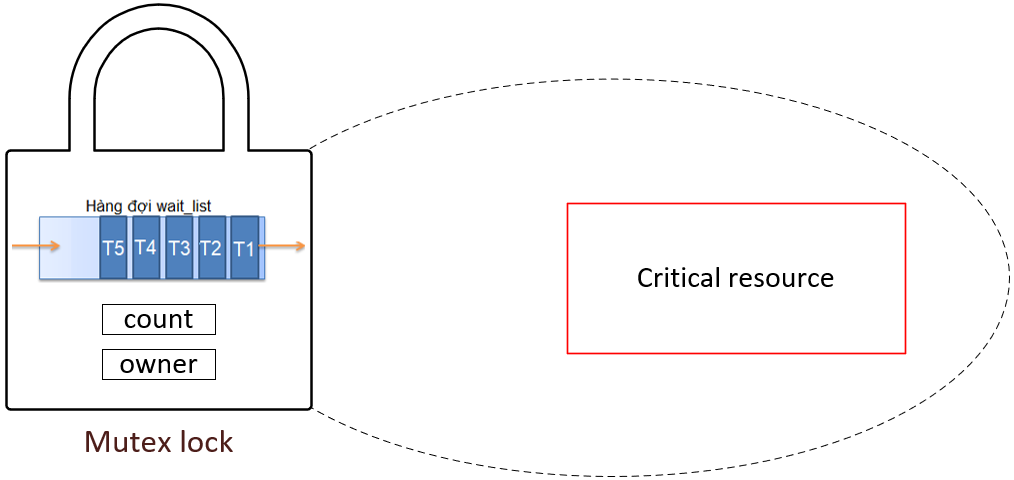 Hàng đợi wait_list
T5 T4 T3 T2 T1
count
owner
Mutex lock
Critical resource